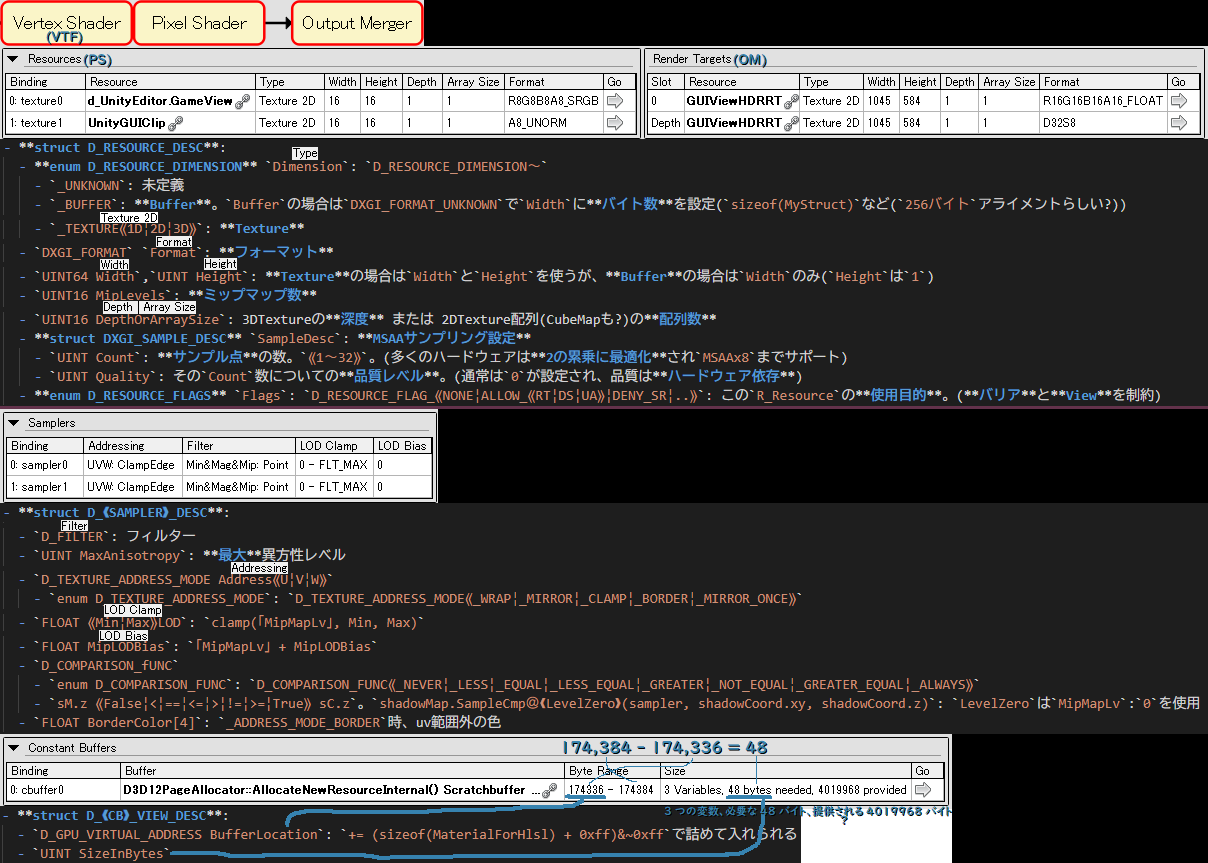 Vertex Shader Pixel Shader Output Merger
(VTF)
Resources(PS)
Binding Resource Type Width Height Depth Array Size Format Go
0: texture0 d_UnityEditor.GameView Texture 2D 16 16 1 1 R8G8B8A8_SRGB
1: texture1 UnityGUIClip Texture 2D 16 16 1 1 A8_UNORM
Render Targets(OM)
Slot Resource Type Width Height Depth Array Size Format Go
0 GUIViewHDRRT Texture 2D 1045 584 1 1 R16G16B16A16_FLOAT
Depth GUIViewHDRRT Texture 2D 1045 584 1 1 D32S8
- **struct D_RESOURCE_DESC**:
Type
- **enum D_RESOURCE_DIMENSION** `Dimension`: `D_RESOURCE_DIMENSION～`
- `_UNKNOWN`: 未定義
- `_BUFFER`: **Buffer**。`Buffer`の場合は`DXGI_FORMAT_UNKNOWN`で`Width`に**バイト数**を設定(`sizeof(MyStruct)`など(`256バイト`アライメントらしい?))
Texture 2D
- `_TEXTURE《1D¦2D¦3D》`: **Texture**
Format
- `DXGI_FORMAT` `Format`: **フォーマット**
Width Height
- `UINT64 Width`,`UINT Height`: **Texture**の場合は`Width`と`Height`を使うが、**Buffer**の場合は`Width`のみ(`Height`は`1`)
- `UINT16 MipLevels`: **ミップマップ数**
Depth Array Size
- `UINT16 DepthOrArraySize`: 3DTextureの**深度** または 2DTexture配列(CubeMapも?)の**配列数**
- **struct DXGI_SAMPLE_DESC** `SampleDesc`: **MSAAサンプリング設定**
- `UINT Count`: **サンプル点**の数。`《1～32》`。(多くのハードウェアは**2の累乗に最適化**され`MSAAx8`までサポート)
- `UINT Quality`: その`Count`数についての**品質レベル**。(通常は`0`が設定され、品質は**ハードウェア依存**)
- **enum D_RESOURCE_FLAGS** `Flags`: `D_RESOURCE_FLAG_《NONE¦ALLOW_《RT¦DS¦UA》¦DENY_SR¦..》`: この`R_Resource`の**使用目的**。(**バリア**と**View**を制約)
Samplers
Binding Addressing Filter LOD Clamp LOD Bias
0: sampler0 UVW: ClampEdge Min&Mag&Mip: Point 0 - FLT_MAX 0
1: sampler1 UVW: ClampEdge Min&Mag&Mip: Point 0 - FLT_MAX 0
- **struct D_《SAMPLER》_DESC**:
Filter
- `D_FILTER`: フィルター
- `UINT MaxAnisotropy`: **最大**異方性レベル
Addressing
- `D_TEXTURE_ADDRESS_MODE Address《U¦V¦W》`
- `enum D_TEXTURE_ADDRESS_MODE`: `D_TEXTURE_ADDRESS_MODE《_WRAP¦_MIRROR¦_CLAMP¦_BORDER¦_MIRROR_ONCE》`
LOD Clamp
- `FLOAT 《Min¦Max》LOD`: `clamp(「MipMapLv」, Min, Max)`
LOD Bias
- `FLOAT MipLODBias`: `「MipMapLv」+ MipLODBias`
- `D_COMPARISON_fUNC`
- `enum D_COMPARISON_FUNC`: `D_COMPARISON_FUNC《_NEVER¦_LESS¦_EQUAL¦_LESS_EQUAL¦_GREATER¦_NOT_EQUAL¦_GREATER_EQUAL¦_ALWAYS》`
- `sM.z 《False¦<¦==¦<=¦>¦!=¦>=¦True》 sC.z`。`shadowMap.SampleCmp＠《LevelZero》(sampler, shadowCoord.xy, shadowCoord.z)`: `LevelZero`は`MipMapLv`:`0`を使用
- `FLOAT BorderColor[4]`: `_ADDRESS_MODE_BORDER`時、uv範囲外の色
Constant Buffers
174,384 - 174,336 = 48
Binding Buffer Byte Range Size Go
0: cbuffer0 D3D12PageAllocator::AllocateNewResourceInternal() Scratchbuffer ... 174336 - 174384 3 Variables, 48 bytes needed, 4019968 provided
3つの変数、必要な48バイト、提供される4019968バイト
?
- **struct D_《CB》_VIEW_DESC**:
- `D_GPU_VIRTUAL_ADDRESS BufferLocation`: `+= (sizeof(MaterialForHlsl) + 0xff)&~0xff`で詰めて入れられる
- `UINT SizeInBytes`